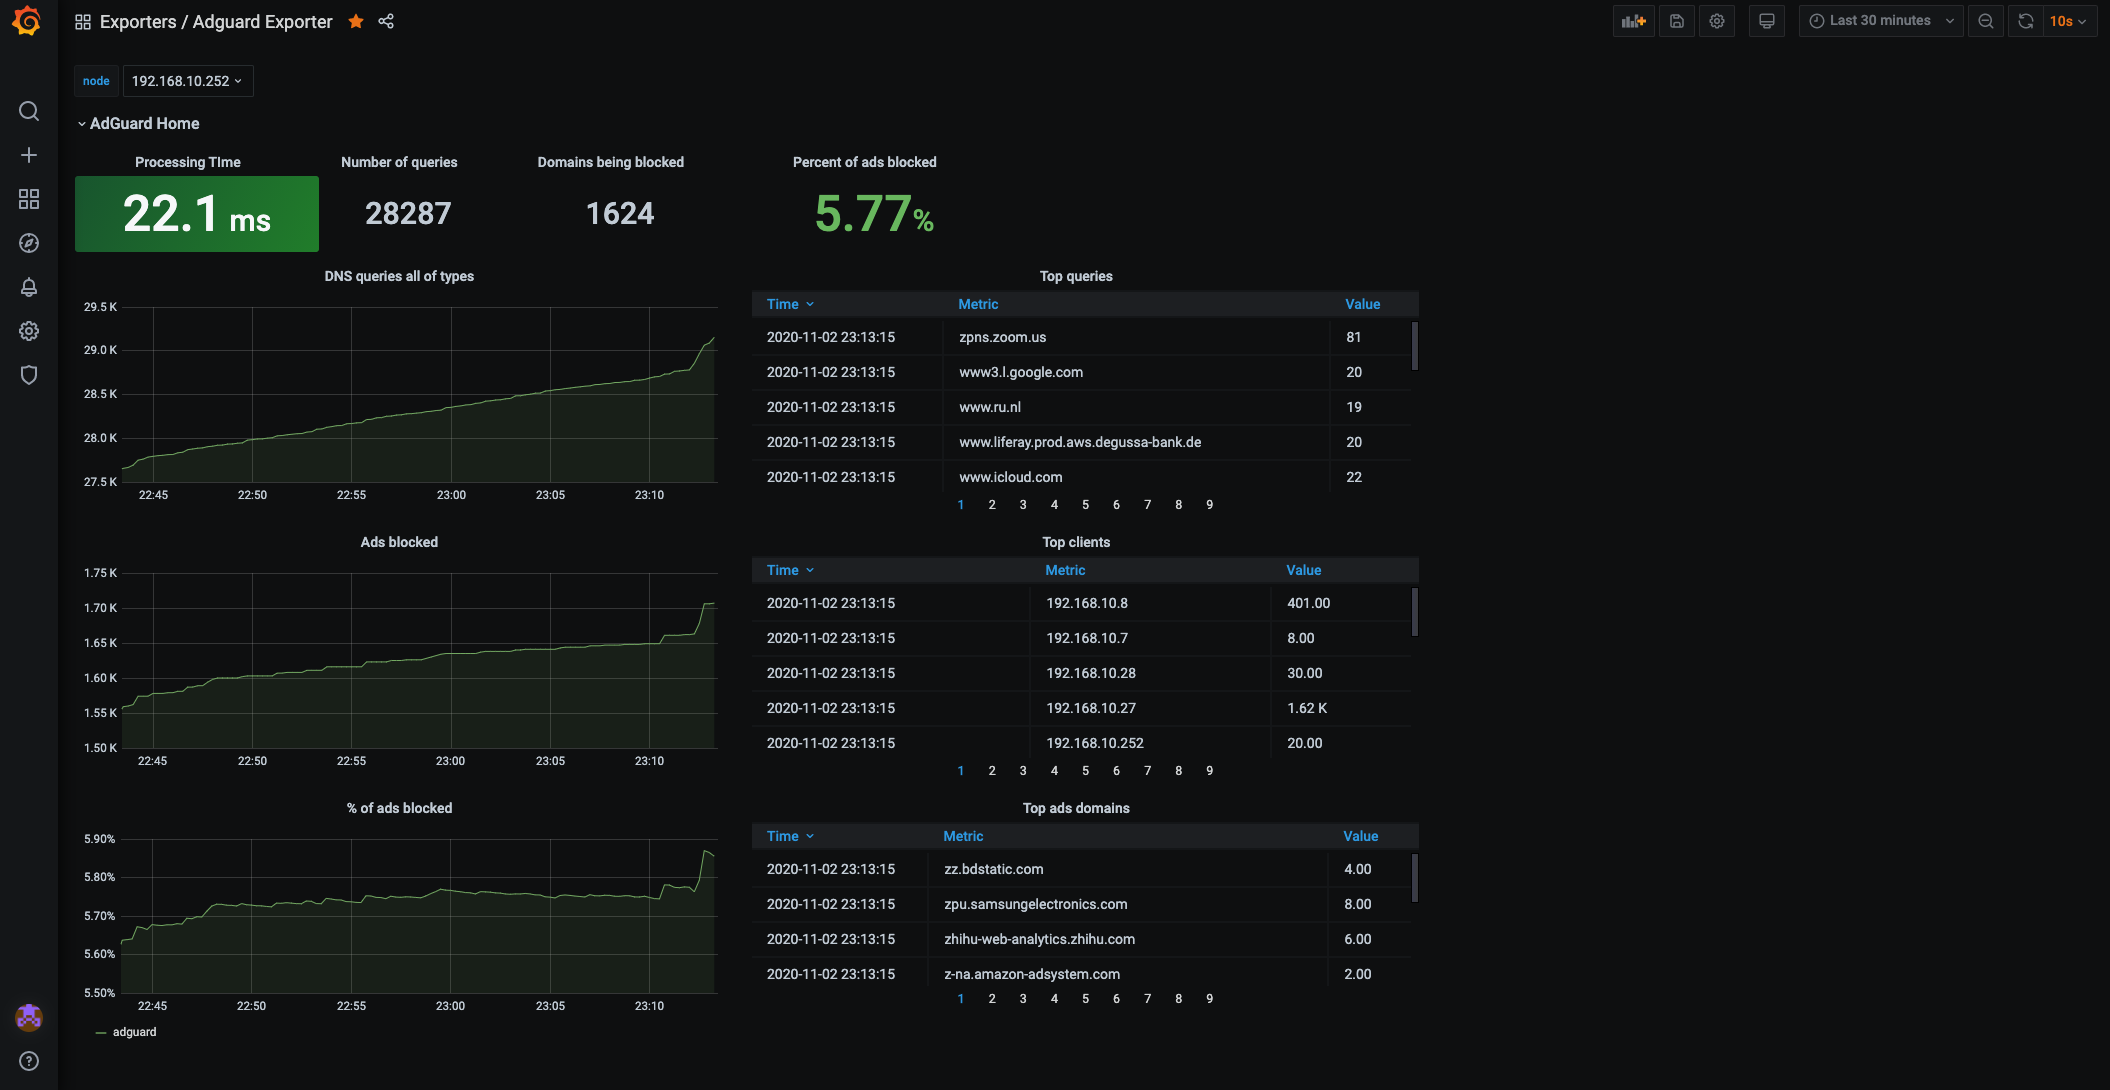 Exporters / Adguard Exporter
Last 30 minutes
10s
node 192.168.10.252
AdGuard Home
Processing TIme
22.1 ms
Number of queries
28287
Domains being blocked
1624
Percent of ads blocked
5.77%
DNS queries all of types
29.5 K
29.0 K
28.5 K
28.0 K
27.5 K
22:45 22:50 22:55 23:00 23:05 23:10
Top queries
Time Metric Value
2020-11-02 23:13:15 zpns.zoom.us 81
2020-11-02 23:13:15 www3.l.google.com 20
2020-11-02 23:13:15 www.ru.nl 19
2020-11-02 23:13:15 www.liferay.prod.aws.degussa-bank.de 20
2020-11-02 23:13:15 www.icloud.com 22
1 2 3 4 5 6 7 8 9
Ads blocked
1.75 K
1.70 K
1.65 K
1.60 K
1.55 K
1.50 K
22:45 22:50 22:55 23:00 23:05 23:10
Top clients
Time Metric Value
2020-11-02 23:13:15 192.168.10.8 401.00
2020-11-02 23:13:15 192.168.10.7 8.00
2020-11-02 23:13:15 192.168.10.28 30.00
2020-11-02 23:13:15 192.168.10.27 1.62 K
2020-11-02 23:13:15 192.168.10.252 20.00
1 2 3 4 5 6 7 8 9
% of ads blocked
5.90%
5.80%
5.70%
5.60%
5.50%
22:45 22:50 22:55 23:00 23:05 23:10
adguard
Top ads domains
Time Metric Value
2020-11-02 23:13:15 zz.bdstatic.com 4.00
2020-11-02 23:13:15 zpu.samsungelectronics.com 8.00
2020-11-02 23:13:15 zhihu-web-analytics.zhihu.com 6.00
2020-11-02 23:13:15 z-na.amazon-adsystem.com 2.00
1 2 3 4 5 6 7 8 9